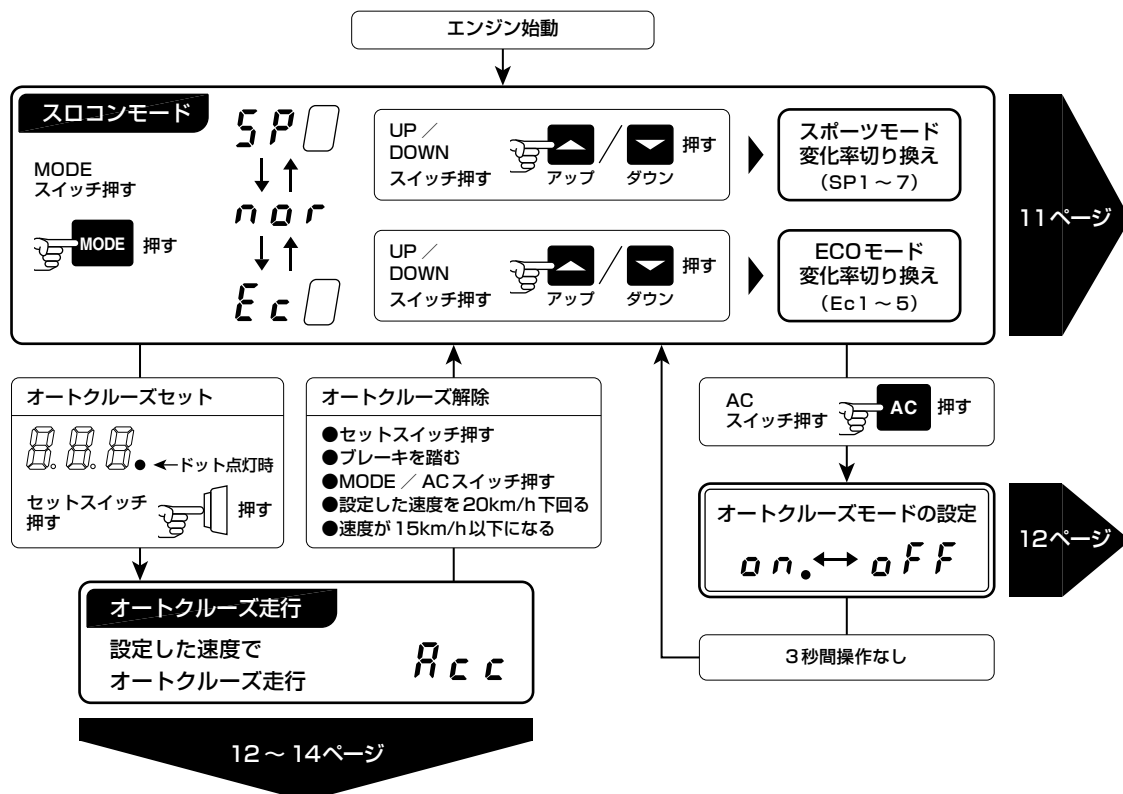 エンジン始動
スロコンモード
MODE
スイッチ押す
MODE 押す
SP
nor
Ec
UP／
DOWN
スイッチ押す
アップ
／
ダウン
押す
スポーツモード
変化率切り換え
（SP1～7）
UP／
DOWN
スイッチ押す
アップ
／
ダウン
押す
ECOモード
変化率切り換え
（Ec1～5）
11ページ
オートクルーズセット
8.8.8.
←ドット点灯時
セットスイッチ
押す
押す
オートクルーズ解除
●セットスイッチ押す
●ブレーキを踏む
●MODE／ACスイッチ押す
●設定した速度を20km/h下回る
●速度が15km/h以下になる
AC
スイッチ押す
AC 押す
オートクルーズモードの設定
on.↔oFF
12ページ
3秒間操作なし
オートクルーズ走行
設定した速度で
オートクルーズ走行
Acc
12～14ページ